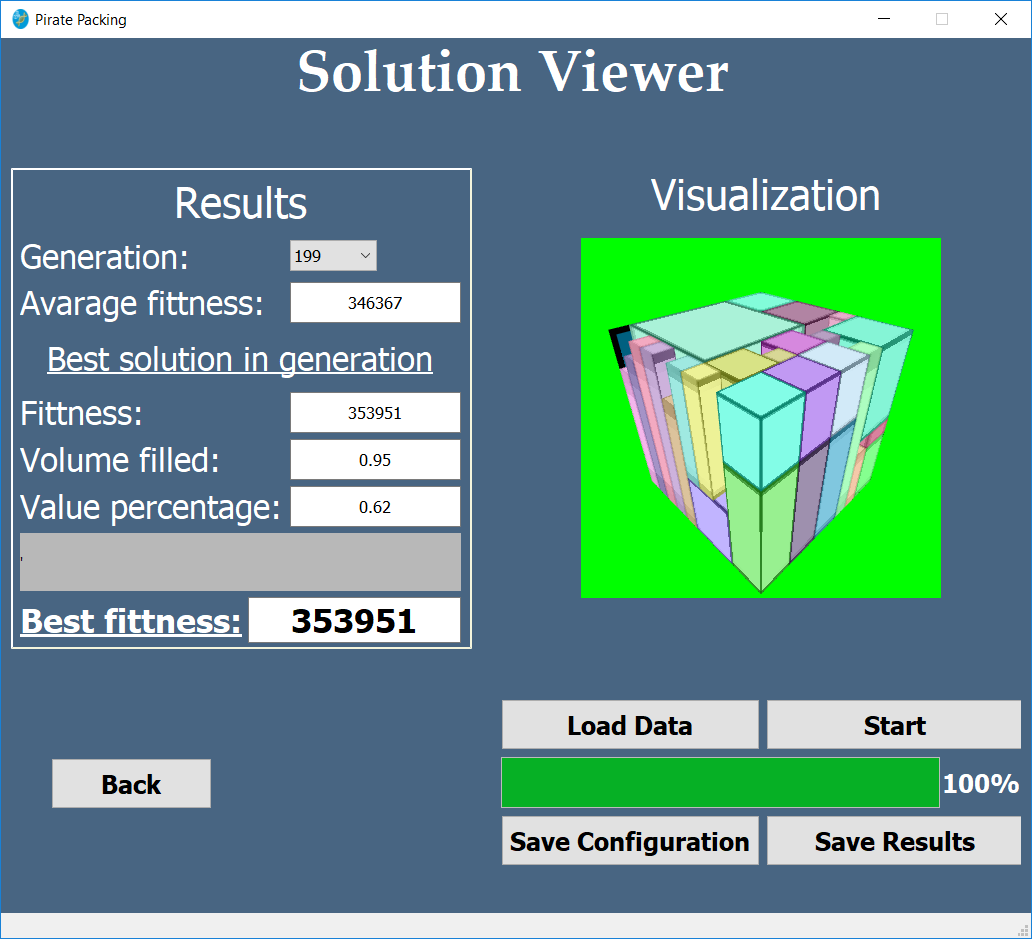 Pirate Packing
Solution Viewer
Results
Generation: 199
Avarage fittness: 346367
Best solution in generation
Fittness: 353951
Volume filled: 0.95
Value percentage: 0.62
'
Best fittness: 353951
Visualization
Load Data
Start
100%
Save Configuration
Save Results
Back